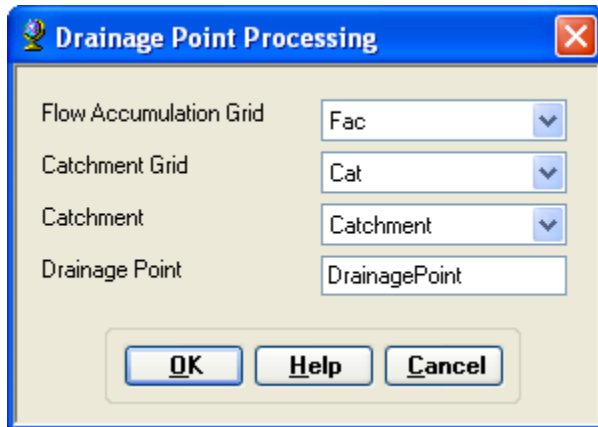 Drainage Point Processing
Flow Accumulation Grid Fac
Catchment Grid Cat
Catchment Catchment
Drainage Point DrainagePoint
OK Help Cancel